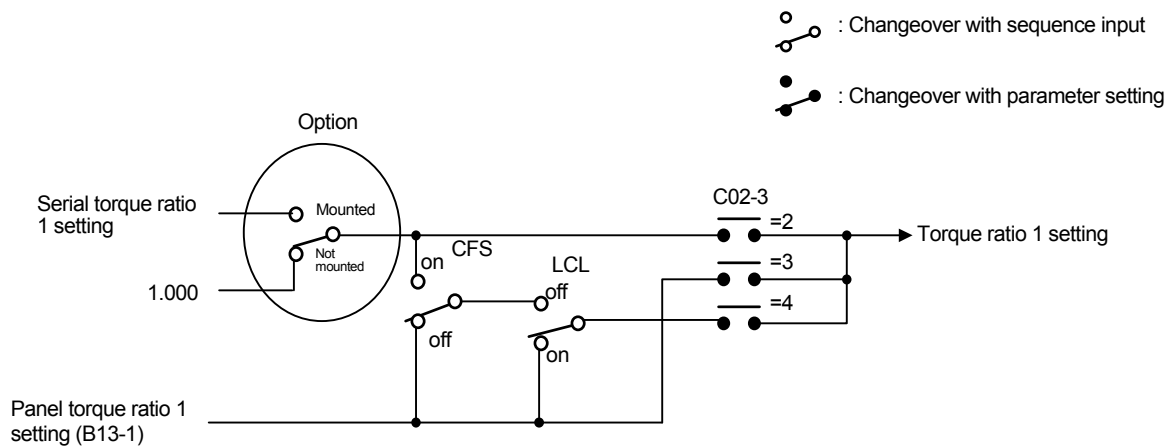 : Changeover with sequence input
: Changeover with parameter setting
Option
Serial torque ratio
1 setting
Mounted
Not
mounted
1.000
CFS
on
off
LCL
off
on
C02-3
=2
=3
=4
Torque ratio 1 setting
Panel torque ratio 1
setting (B13-1)